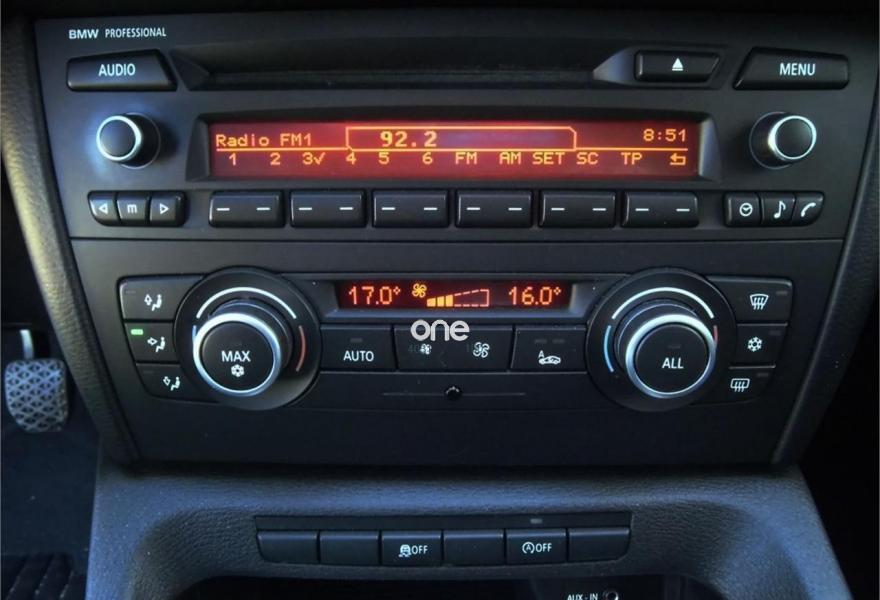 BMW PROFESSIONAL
AUDIO
MENU
Radio FM1 92.2 8:51
1 2 3✓ 4 5 6 FM AM SET SC TP
m
17.0° 16.0°
one
MAX
AUTO
A
ALL
OFF
A OFF
AUX-IN